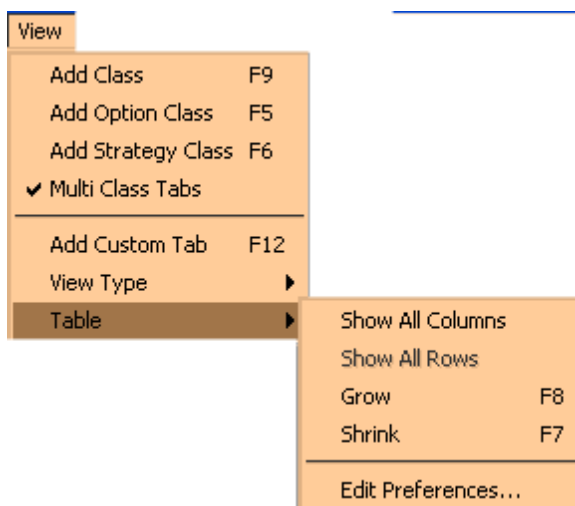 View
Add Class F9
Add Option Class F5
Add Strategy Class F6
Multi Class Tabs
Add Custom Tab F12
View Type
Table
Show All Columns
Show All Rows
Grow F8
Shrink F7
Edit Preferences...